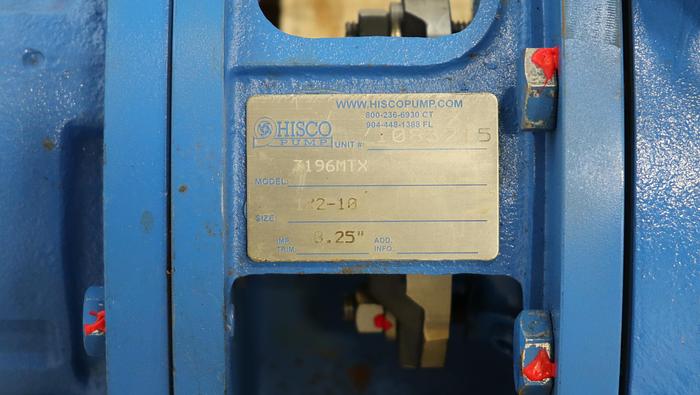 WWW.HISCOPUMP.COM
800-236-6930 CT
904-448-1388 FL
HISCO
PUMP
UNIT #:
MODEL: 3196MTX
SIZE:
IMP. TRIM. 8.25" ADD. INFO.